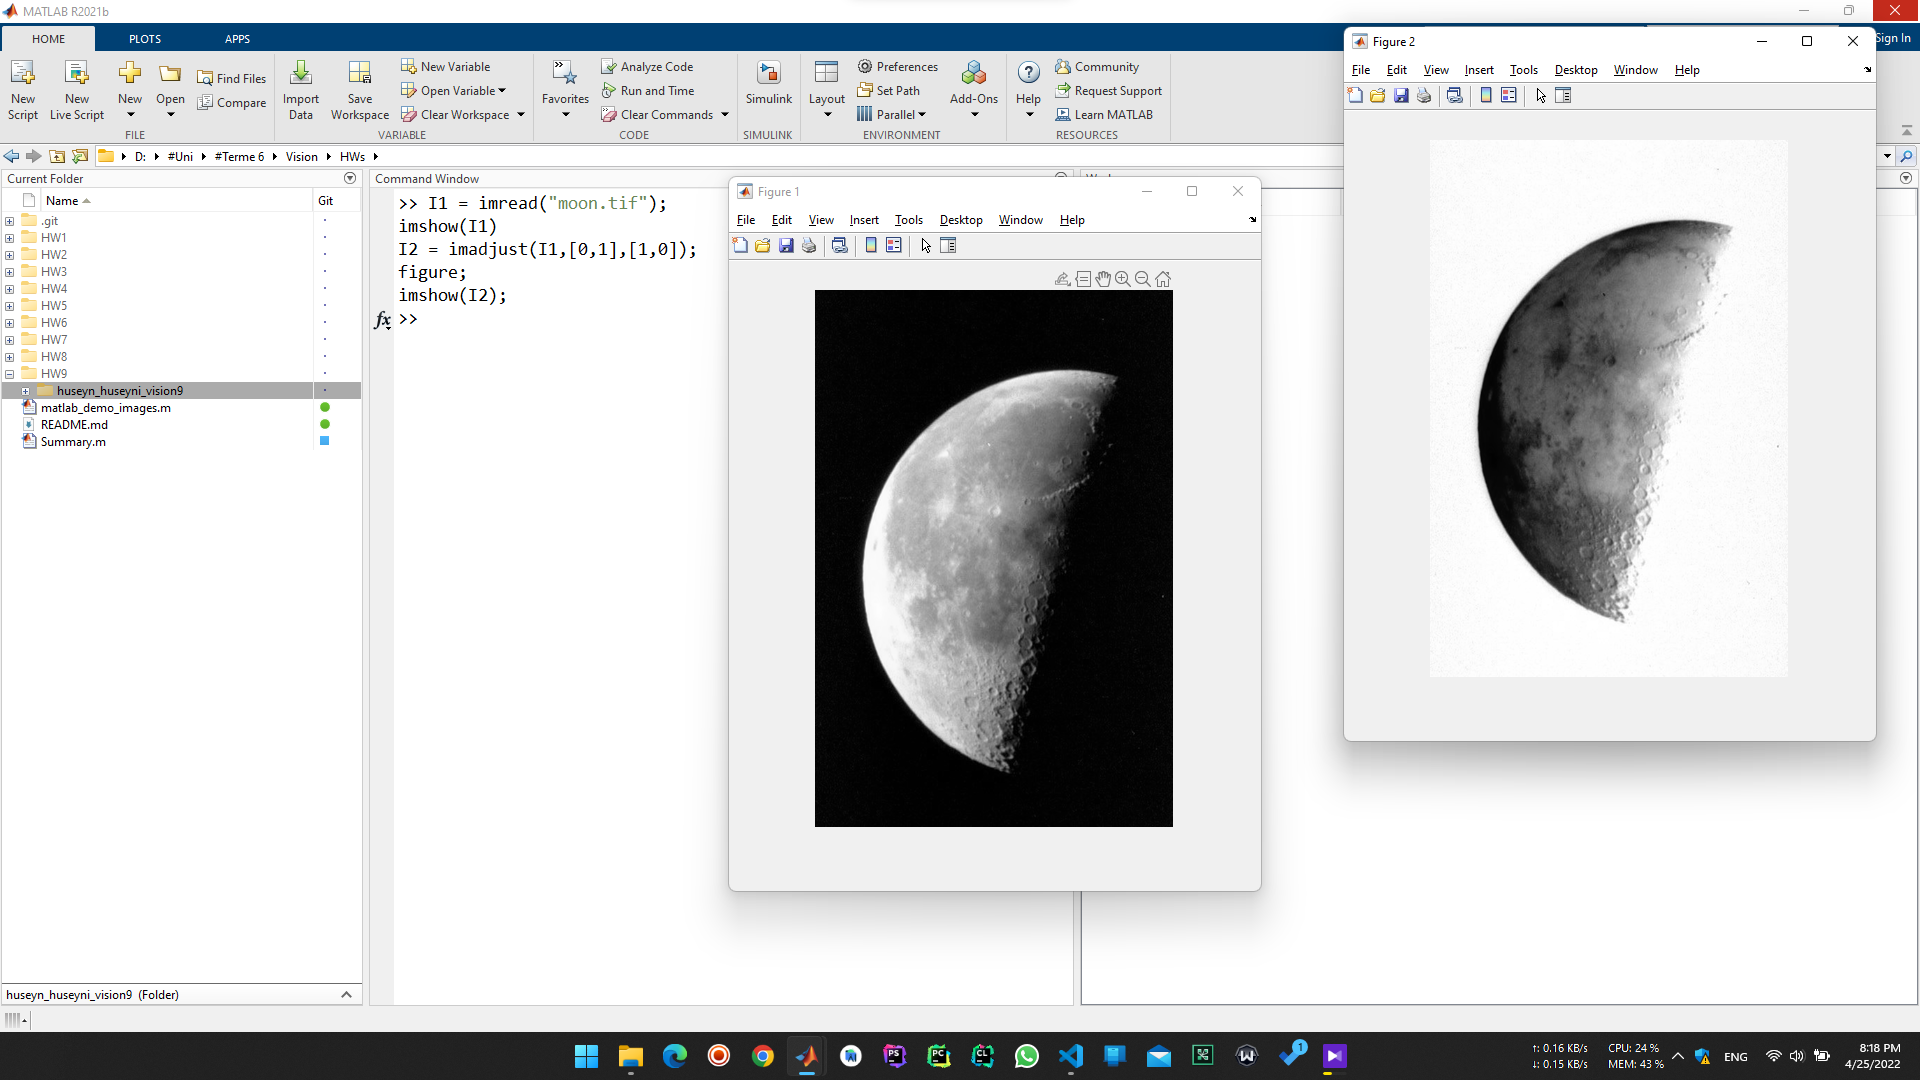 MATLAB R2021b
HOME PLOTS APPS
Sign In
New Script
New Live Script
New
Open
Find Files
Compare
FILE
Import Data
Save Workspace
New Variable
Open Variable
Clear Workspace
VARIABLE
Favorites
Analyze Code
Run and Time
Clear Commands
CODE
Simulink
SIMULINK
Layout
Preferences
Set Path
Parallel
Add-Ons
ENVIRONMENT
Help
Community
Request Support
Learn MATLAB
RESOURCES
D: #Uni #Terme 6 Vision HWs
Current Folder
Name Git
.git
HW1
HW2
HW3
HW4
HW5
HW6
HW7
HW8
HW9
huseyn_huseyni_vision9
matlab_demo_images.m
README.md
Summary.m
huseyn_huseyni_vision9 (Folder)
Command Window
>> I1 = imread("moon.tif");
imshow(I1)
I2 = imadjust(I1,[0,1],[1,0]);
figure;
imshow(I2);
fx >>
Figure 1
File Edit View Insert Tools Desktop Window Help
Figure 2
File Edit View Insert Tools Desktop Window Help
PS
PC
CL
1
↑: 0.16 KB/s
↓: 0.15 KB/s
CPU: 24 %
MEM: 43 %
ENG
8:18 PM
4/25/2022